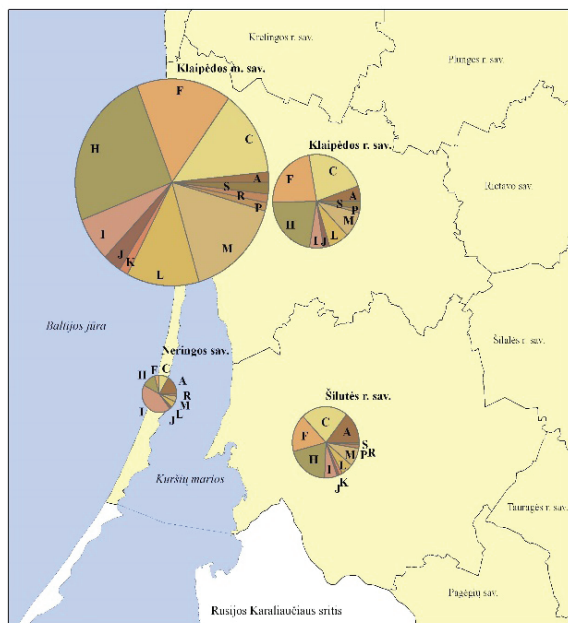 Kretingos r. sav.
Plungės r. sav.
Klaipėdos m. sav.
F
C
H
A
S
R
P
M
L
K
J
I
Klaipėdos r. sav.
F
C
A
S
P
M
L
J
I
H
Rietavo sav.
Baltijos jūra
Šilalės r. sav.
Neringos sav.
H
F
C
A
R
M
L
J
I
Šilutės r. sav.
C
F
A
S
R
P
M
L
K
J
I
H
Kuršių marios
Tauragės r. sav.
Pagėgių sav.
Rusijos Karaliaučiaus sritis